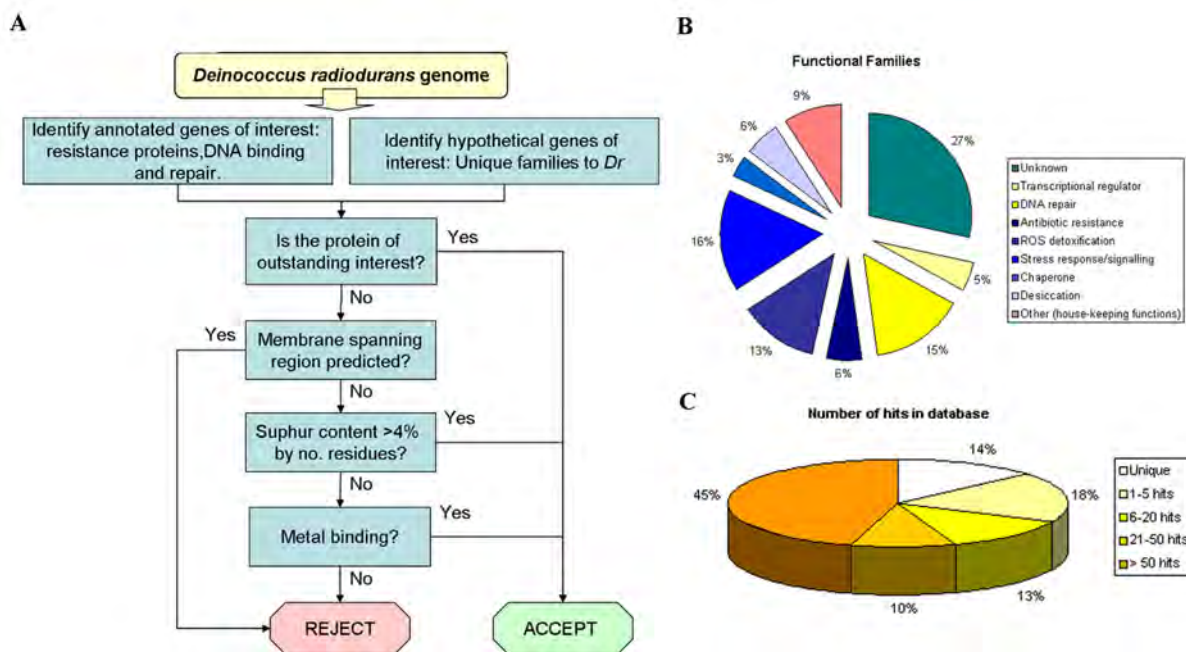 A
Deinococcus radiodurans genome
Identify annotated genes of interest:
resistance proteins,DNA binding
and repair.
Identify hypothetical genes of
interest: Unique families to Dr
Is the protein of
outstanding interest?
Yes
No
Yes
Membrane spanning
region predicted?
No
Suphur content >4%
by no. residues?
Yes
No
Metal binding?
Yes
No
REJECT
ACCEPT
B
Functional Families
9%
6%
3%
16%
13%
6%
15%
5%
27%
Unknown
Transcriptional regulator
DNA repair
Antibiotic resistance
ROS detoxification
Stress response/signalling
Chaperone
Desiccation
Other (house-keeping functions)
C
Number of hits in database
14%
18%
13%
10%
45%
Unique
1-5 hits
6-20 hits
21-50 hits
> 50 hits